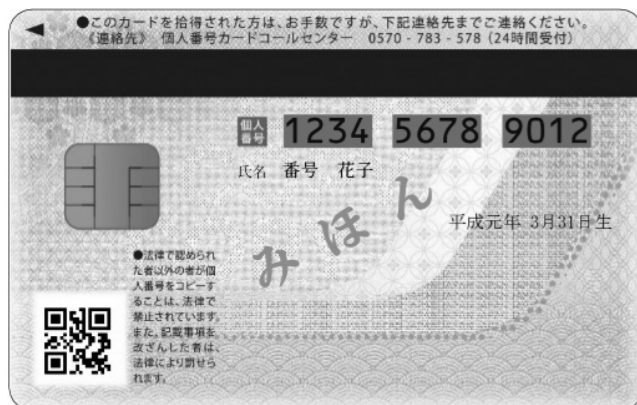 ●このカードを拾得された方は、お手数ですが、下記連絡先までご連絡ください。
《連絡先》 個人番号カードコールセンター 0570-783-578(24時間受付)
個人番号 1234 5678 9012
氏名 番号 花子
平成元年 3月31日生
みほん
●法律で認められ
た者以外の者が個
人番号をコピーす
ることは、法律で
禁止されています。
また、記載事項を
改ざんした者は、
法律により罰せら
れます。